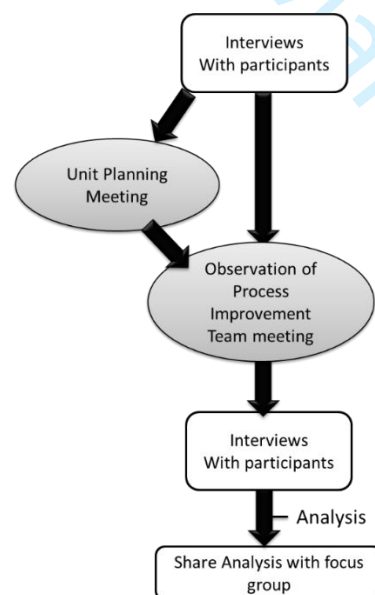 Interviews
With participants
Unit Planning
Meeting
Observation of
Process
Improvement
Team meeting
Interviews
With participants
Analysis
Share Analysis with focus
group